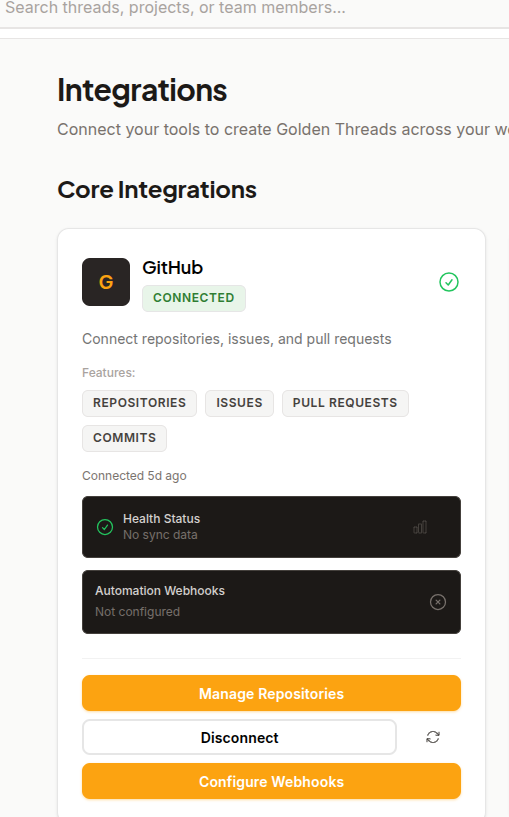 Search threads, projects, or team members...
Integrations
Connect your tools to create Golden Threads across your
Core Integrations
G
GitHub
CONNECTED
Connect repositories, issues, and pull requests
Features:
REPOSITORIES ISSUES PULL REQUESTS
COMMITS
Connected 5d ago
Health Status
No sync data
Automation Webhooks
Not configured
Manage Repositories
Disconnect
Configure Webhooks